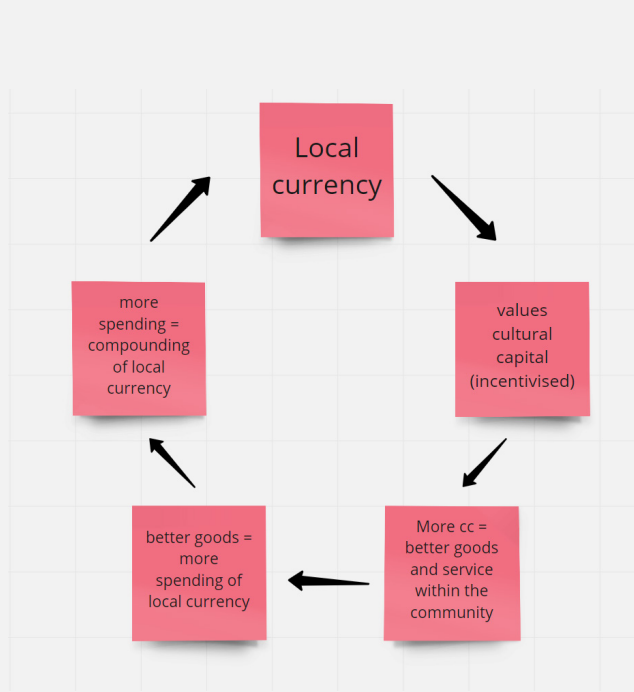 Local
currency
values
cultural
capital
(incentivised)
More cc =
better goods
and service
within the
community
better goods =
more
spending of
local currency
more
spending =
compounding
of local
currency